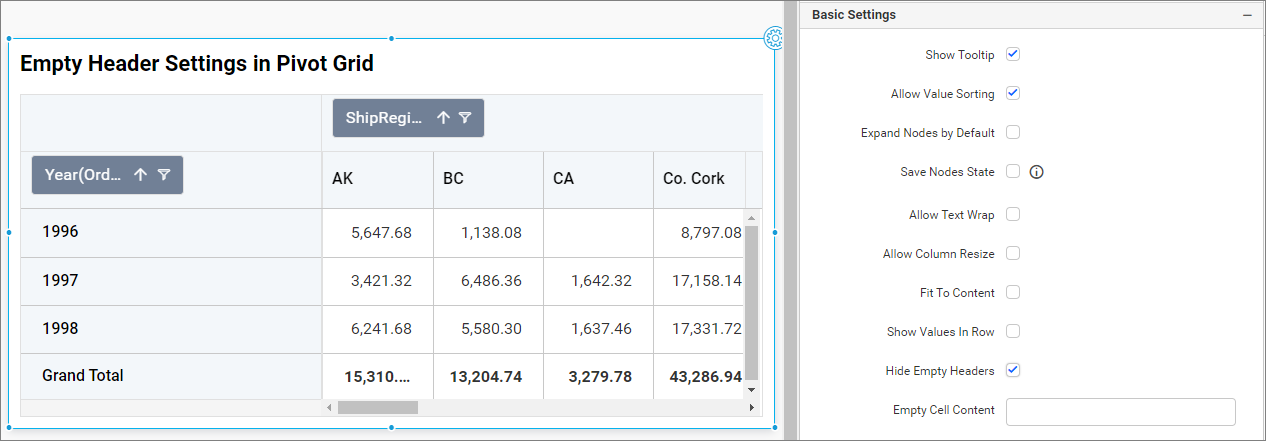 Empty Header Settings in Pivot Grid
ShipRegi...
Year(Ord... AK BC CA Co. Cork
1996 5,647.68 1,138.08 8,797.08
1997 3,421.32 6,486.36 1,642.32 17,158.14
1998 6,241.68 5,580.30 1,637.46 17,331.72
Grand Total 15,310.... 13,204.74 3,279.78 43,286.94
Basic Settings
Show Tooltip
Allow Value Sorting
Expand Nodes by Default
Save Nodes State
Allow Text Wrap
Allow Column Resize
Fit To Content
Show Values In Row
Hide Empty Headers
Empty Cell Content